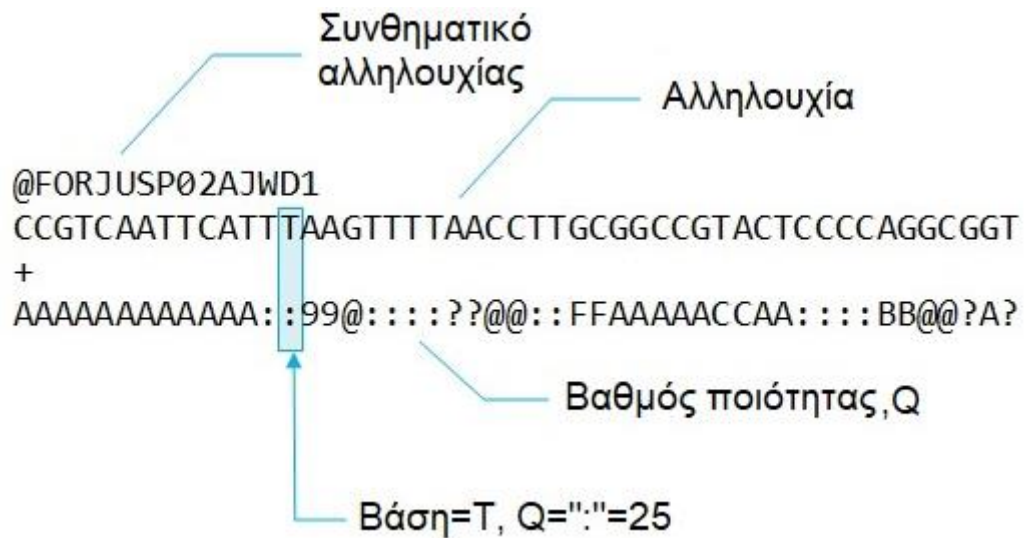 Συνθηματικό
αλληλουχίας
Αλληλουχία
@FORJUSP02AJWD1
CCGTCAATTCATTTAAGTTTTAACCTTGCGGCCGTACTCCCCAGGCGGT
+
AAAAAAAAAAAA::99@::::??@@::FFAAAAACCAA::::BB@@?A?
Βαθμός ποιότητας,Q
Βάση=T, Q=":"=25